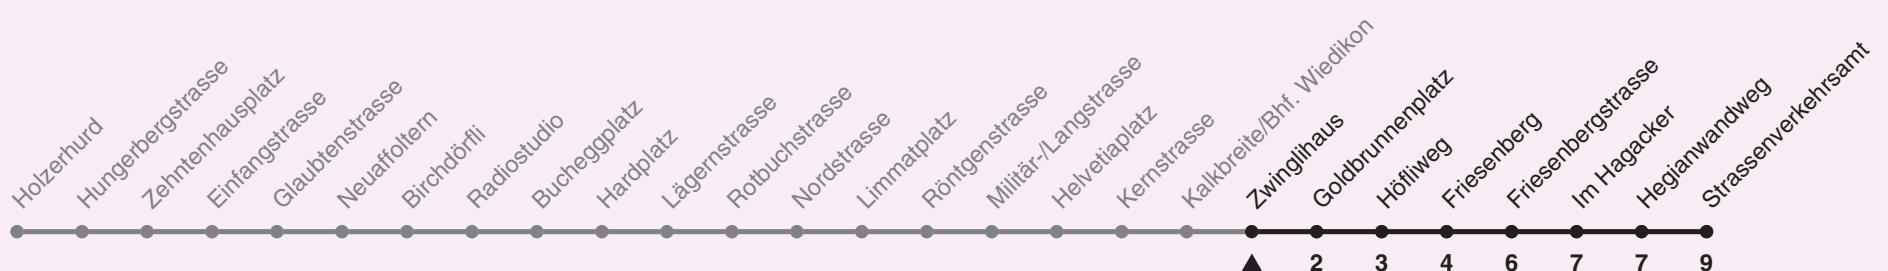 Holzerhurd
Hungerbergstrasse
Zehntenhausplatz
Einfangstrasse
Glaubtenstrasse
Neuaffoltern
Birchdörfli
Radiostudio
Bucheggplatz
Hardplatz
Lägernstrasse
Rotbuchstrasse
Nordstrasse
Limmatplatz
Röntgenstrasse
Militär-/Langstrasse
Helvetiaplatz
Kernstrasse
Kalkbreite/Bhf. Wiedikon
Zwinglihaus
Goldbrunnenplatz
Höfliweg
Friesenberg
Friesenbergstrasse
Im Hagacker
Hegianwandweg
Strassenverkehrsamt
2 3 4 6 7 7 9